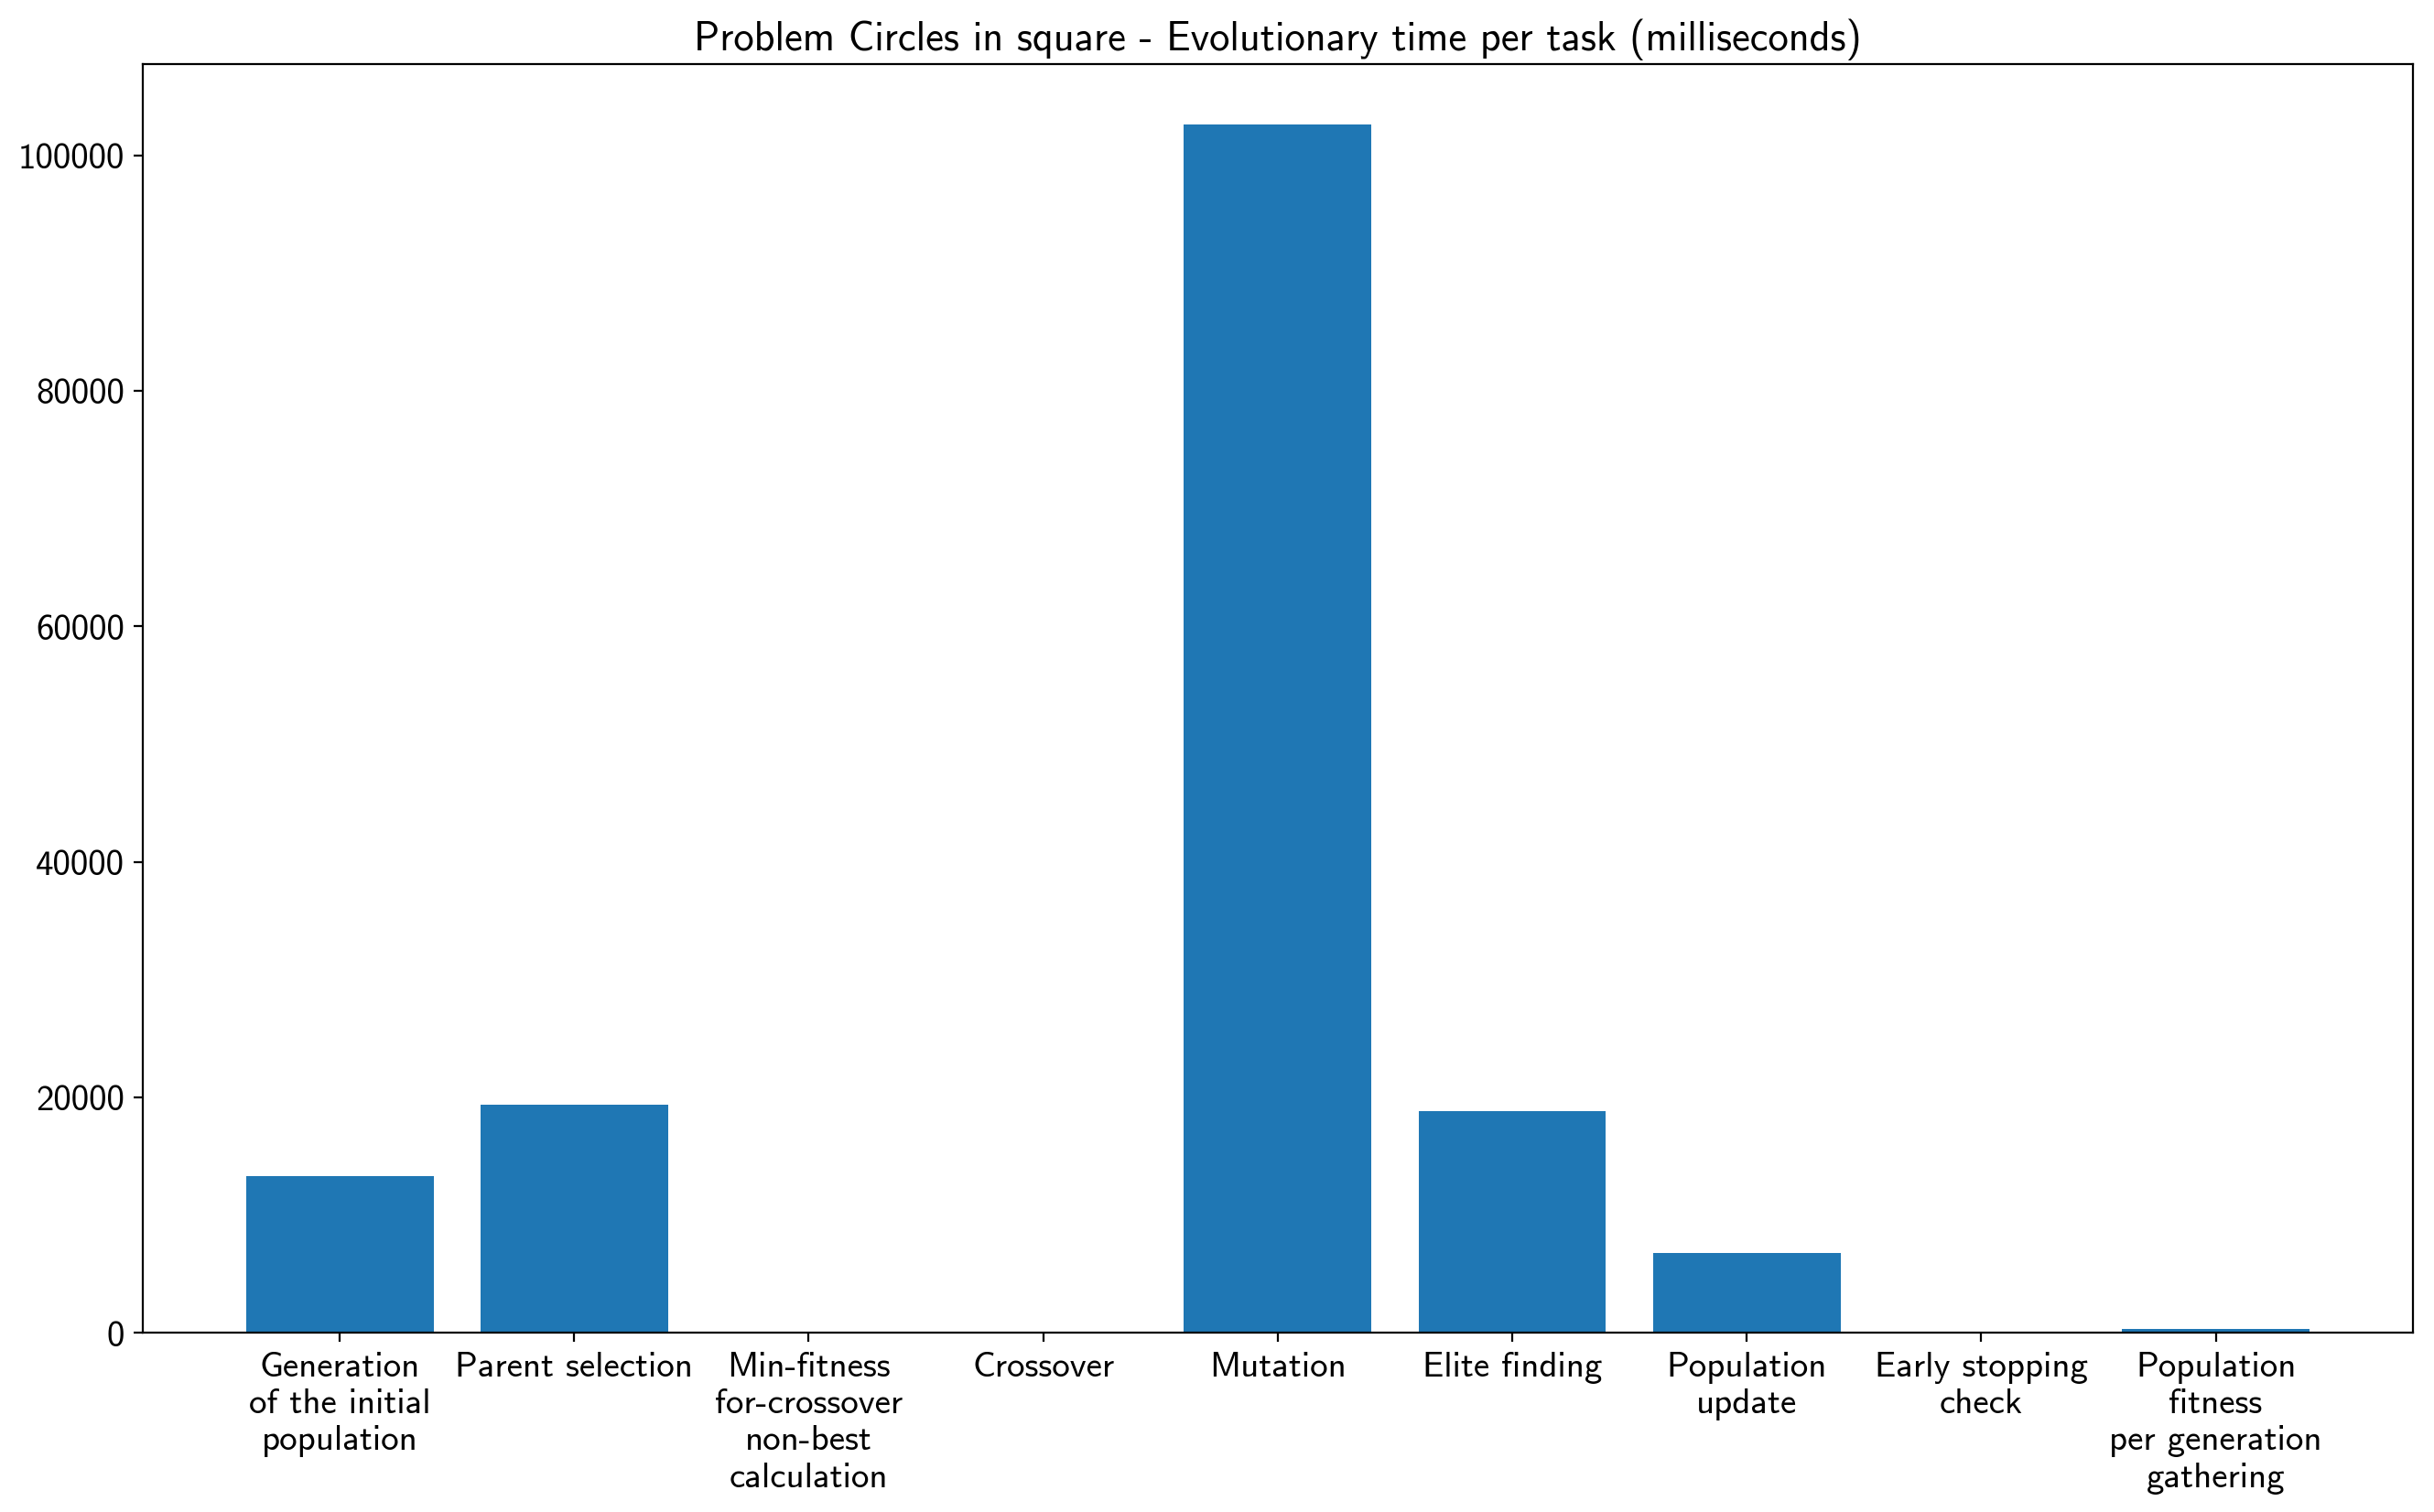 Problem Circles in square - Evolutionary time per task (milliseconds)
100000
80000
60000
40000
20000
0
Generation
of the initial
population
Parent selection
Min-fitness
for-crossover
non-best
calculation
Crossover
Mutation
Elite finding
Population
update
Early stopping
check
Population
fitness
per generation
gathering